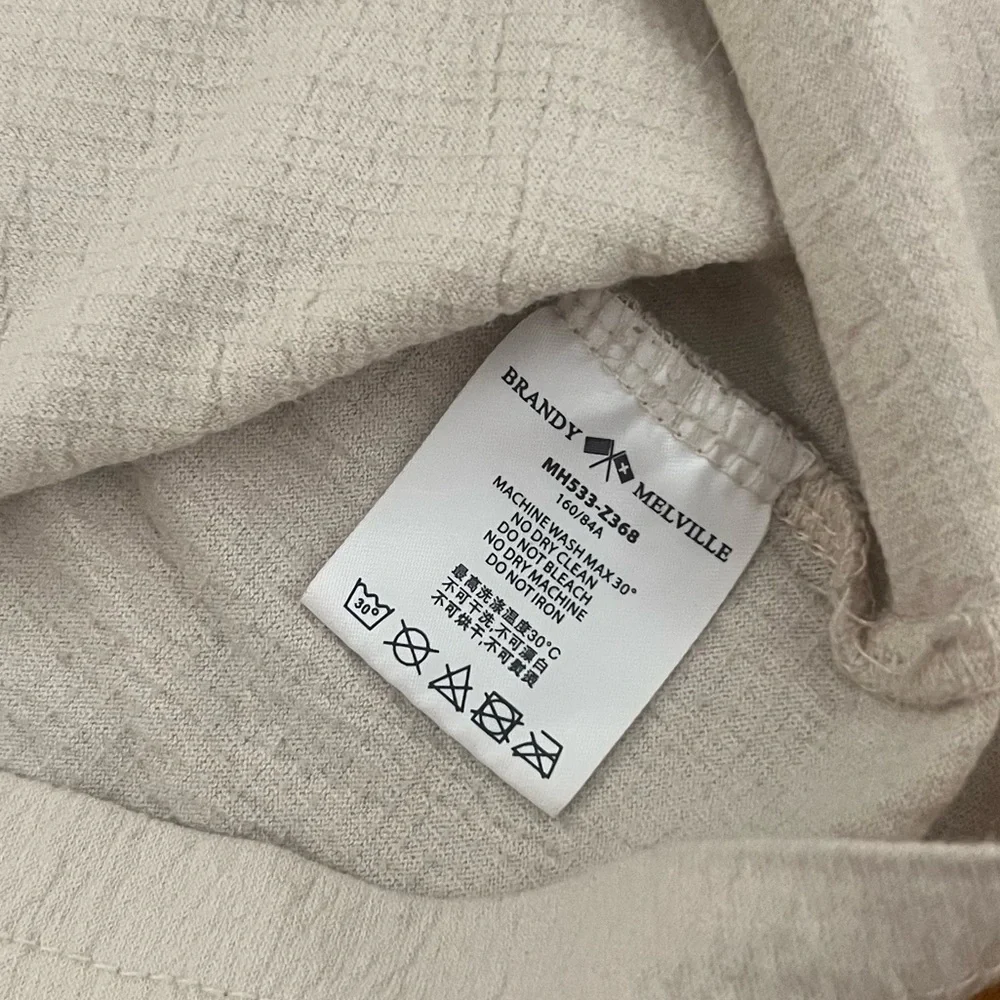 BRANDY MELVILLE
MH533-Z368
160/84A
MACHINE WASH MAX 30°
NO DRY CLEAN
DO NOT BLEACH
NO DRY MACHINE
DO NOT IRON
最高洗涤温度30°C
不可干洗,不可漂白
不可烘干,不可熨烫
30°